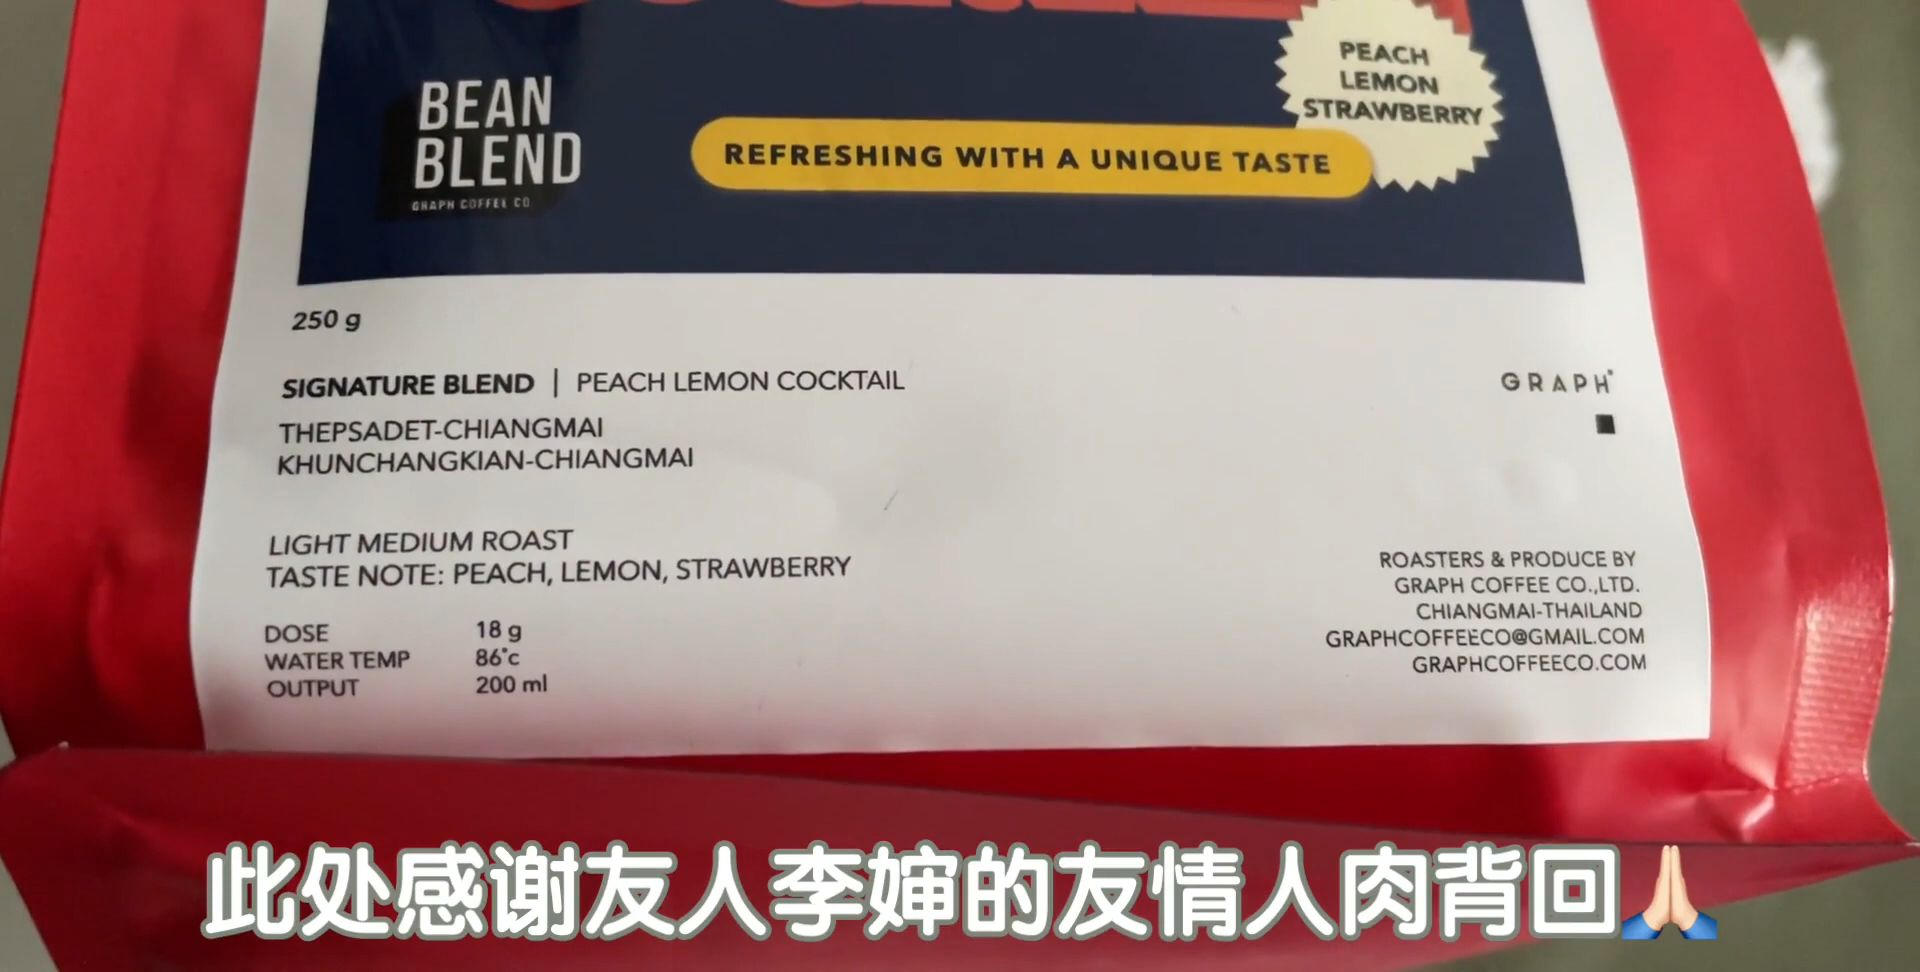 PEACH
LEMON
STRAWBERRY
BEAN
BLEND
GRAPH COFFEE CO.
REFRESHING WITH A UNIQUE TASTE
250 g
SIGNATURE BLEND | PEACH LEMON COCKTAIL
THEPSADET-CHIANGMAI
KHUNCHANGKIAN-CHIANGMAI
GRAPH
LIGHT MEDIUM ROAST
TASTE NOTE: PEACH, LEMON, STRAWBERRY
DOSE 18 g
WATER TEMP 86°c
OUTPUT 200 ml
ROASTERS & PRODUCE BY
GRAPH COFFEE CO.,LTD.
CHIANGMAI-THAILAND
GRAPHCOFFEECO@GMAIL.COM
GRAPHCOFFEECO.COM
此处感谢友人李婶的友情人肉背回🙏🏻